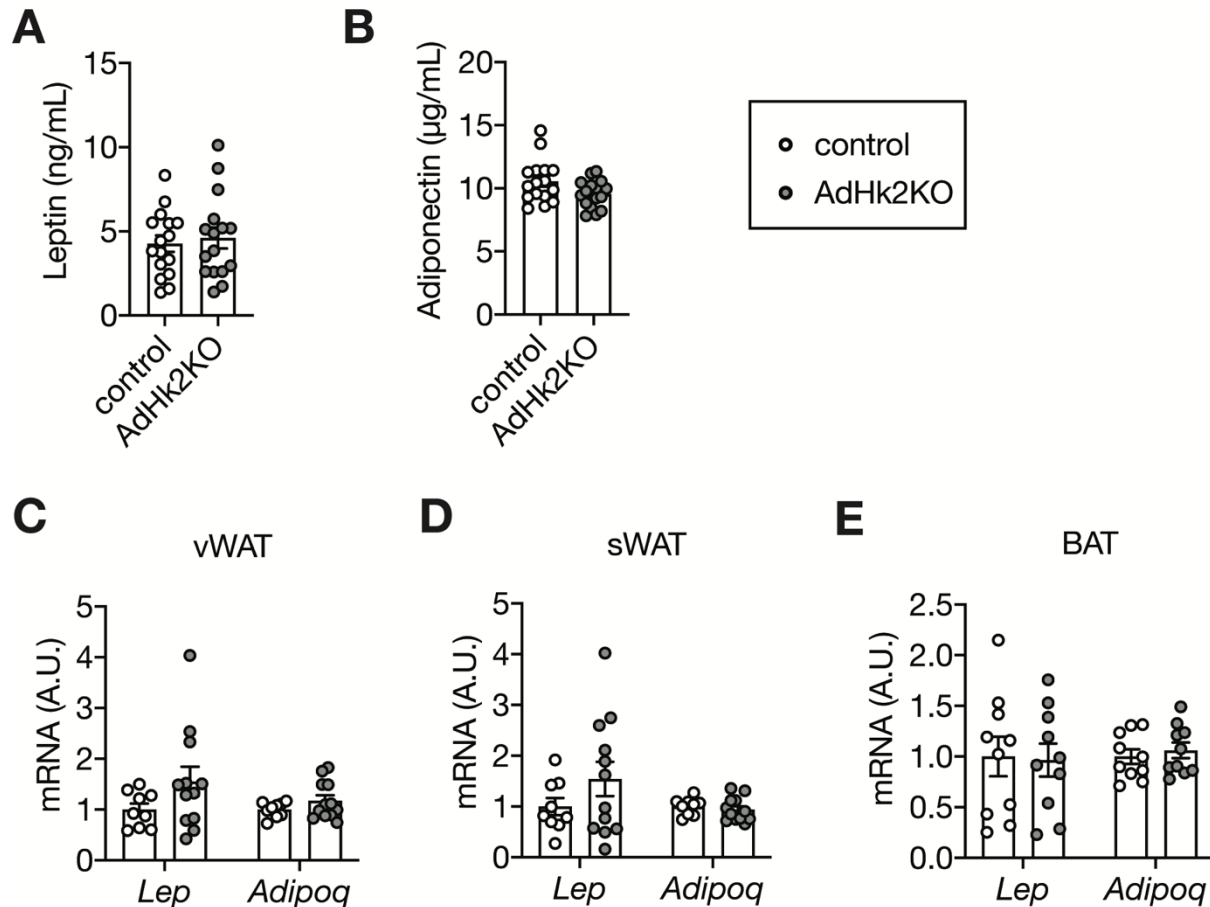 A
Leptin (ng/mL)
15
10
5
0
control
AdHk2KO
B
Adiponectin (µg/mL)
20
15
10
5
0
control
AdHk2KO
control
AdHk2KO
C
vWAT
mRNA (A.U.)
5
4
3
2
1
0
Lep
Adipoq
D
sWAT
mRNA (A.U.)
5
4
3
2
1
0
Lep
Adipoq
E
BAT
mRNA (A.U.)
2.5
2.0
1.5
1.0
0.5
0.0
Lep
Adipoq